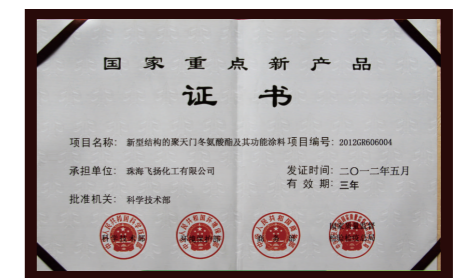 国家重点新产品
证书
项目名称: 新型结构的聚天门冬氨酸酯及其功能涂料 项目编号: 2012GR606004
承担单位: 珠海飞扬化工有限公司 发证时间: 二〇一二年五月
有 效 期: 三年
批准机关: 科学技术部